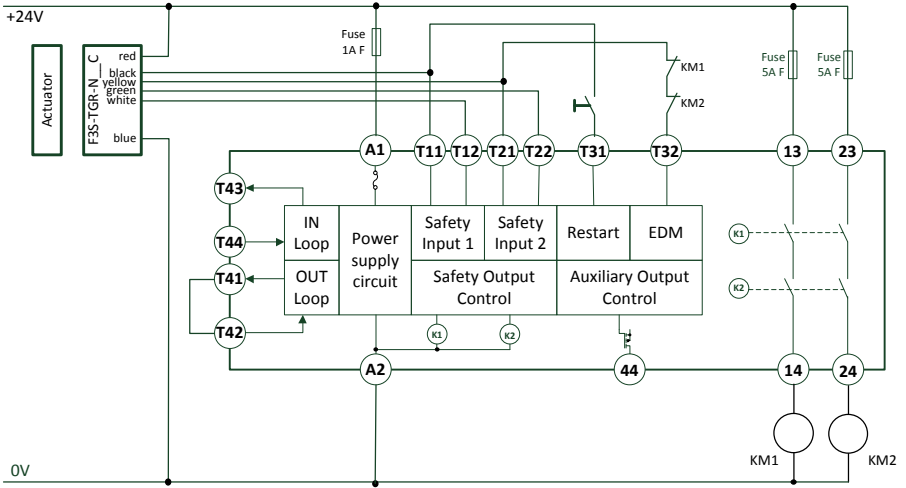 +24V
Fuse
1A F
Fuse
5A F
Fuse
5A F
Actuator
F3S-TGR-N__C
red
black
yellow
green
white
blue
KM1
KM2
A1
T11
T12
T21
T22
T31
T32
13
23
T43
T44
T41
T42
IN
Loop
OUT
Loop
Power
supply
circuit
Safety
Input 1
Safety
Input 2
Restart
EDM
Safety Output
Control
Auxiliary Output
Control
K1
K2
K1
K2
A2
44
14
24
KM1
KM2
0V